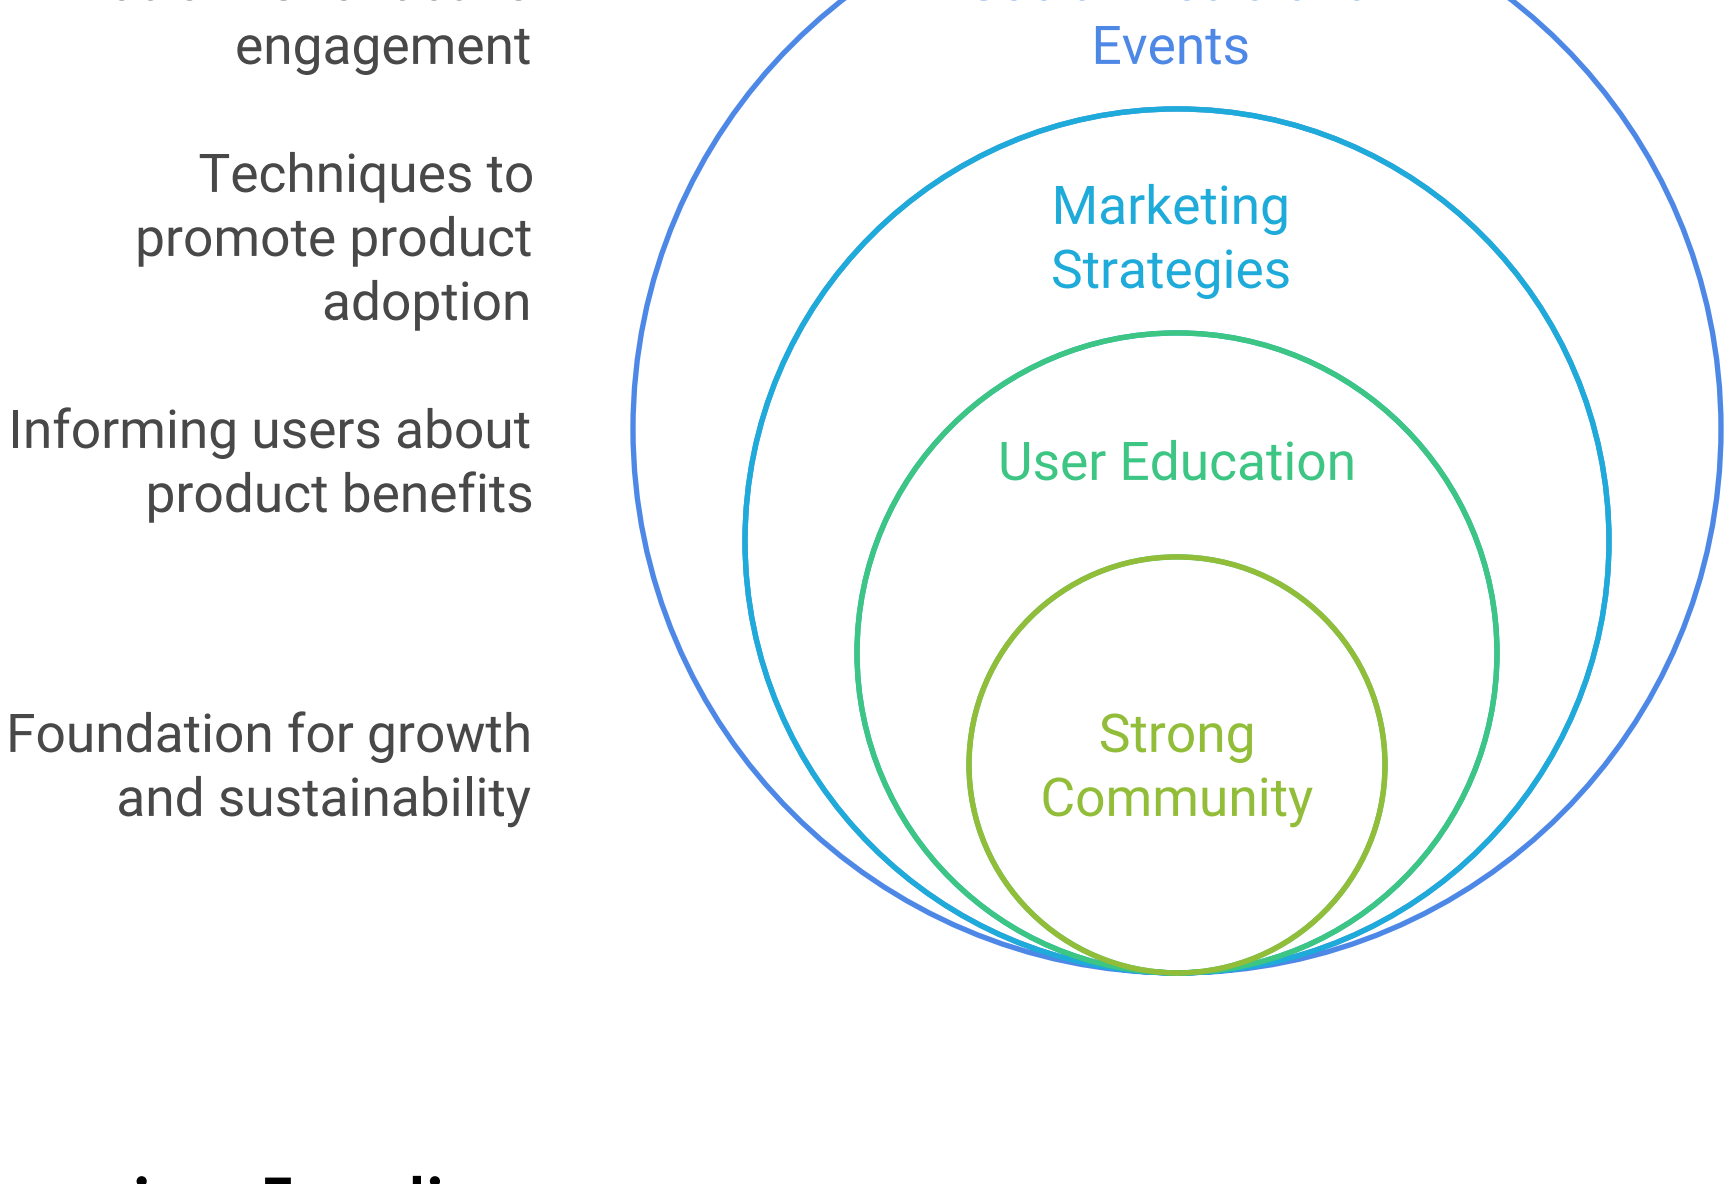 engagement
Events
Techniques to
promote product
adoption
Marketing
Strategies
Informing users about
product benefits
User Education
Foundation for growth
and sustainability
Strong
Community